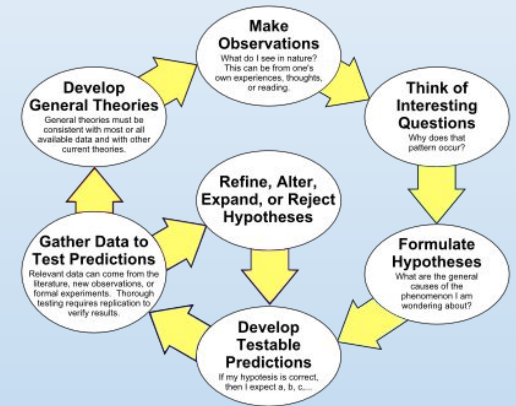 Make
Observations
What do I see in nature?
This can be from one's
own experiences, thoughts,
or reading.
Think of
Interesting
Questions
Why does that
pattern occur?
Formulate
Hypotheses
What are the general
causes of the
phenomenon I am
wondering about?
Develop
Testable
Predictions
If my hypotesis is correct,
then I expect a, b, c,...
Gather Data to
Test Predictions
Relevant data can come from the
literature, new observations, or
formal experiments. Thorough
testing requires replication to
verify results.
Refine, Alter,
Expand, or Reject
Hypotheses
Develop
General Theories
General theories must be
consistent with most or all
available data and with other
current theories.